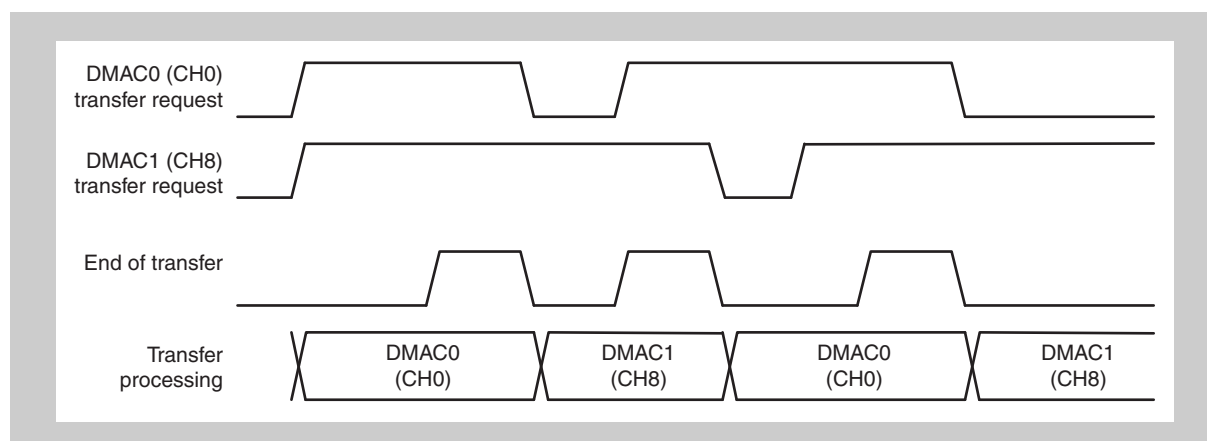 DMAC0 (CH0)
transfer request
DMAC1 (CH8)
transfer request
End of transfer
Transfer
processing
DMAC0
(CH0)
DMAC1
(CH8)
DMAC0
(CH0)
DMAC1
(CH8)